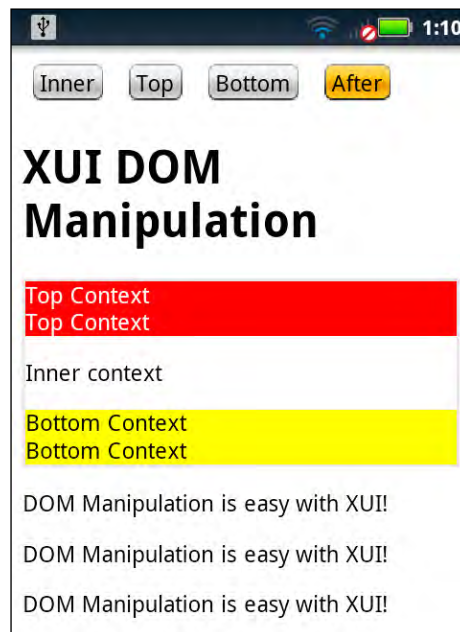 1:10
Inner Top Bottom After
XUI DOM
Manipulation
Top Context
Top Context
Inner context
Bottom Context
Bottom Context
DOM Manipulation is easy with XUI!
DOM Manipulation is easy with XUI!
DOM Manipulation is easy with XUI!